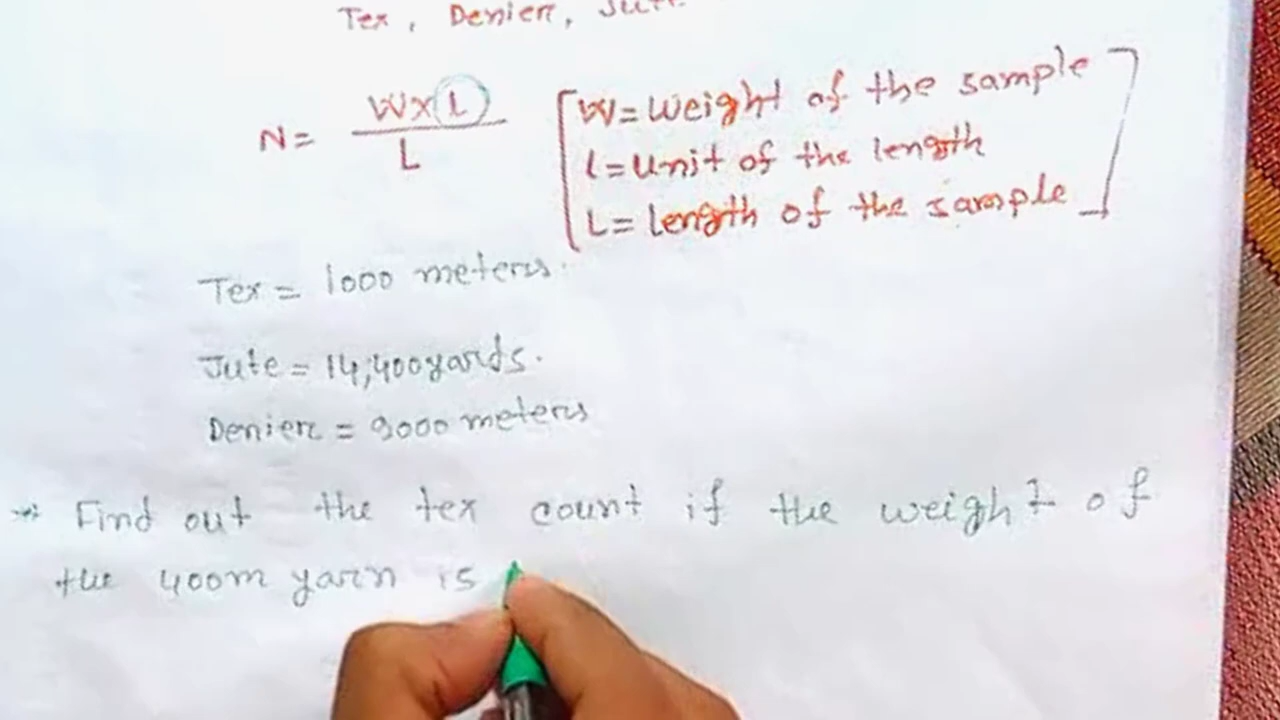 Tex, Denier, Jute
N= W×l / L [W=weight of the sample
l=unit of the length
L= length of the sample]
Tex = 1000 meters.
Jute = 14,400yards.
Denier = 9000 meters
* Find out the tex count if the weight of
the 400m yarn is